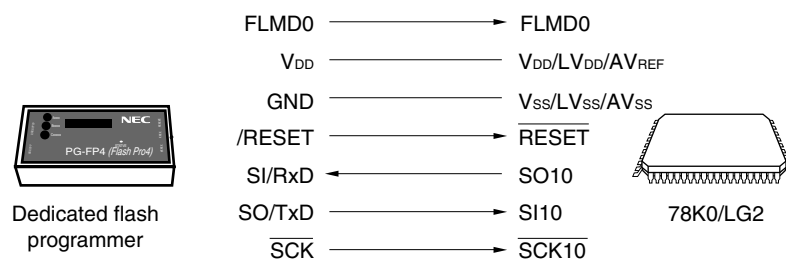 FLMD0 FLMD0
VDD VDD/LVDD/AVREF
GND VSS/LVSS/AVSS
/RESET RESET
SI/RxD SO10
SO/TxD SI10
SCK SCK10
NEC
PG-FP4 (Flash Pro4)
Dedicated flash
programmer
78K0/LG2